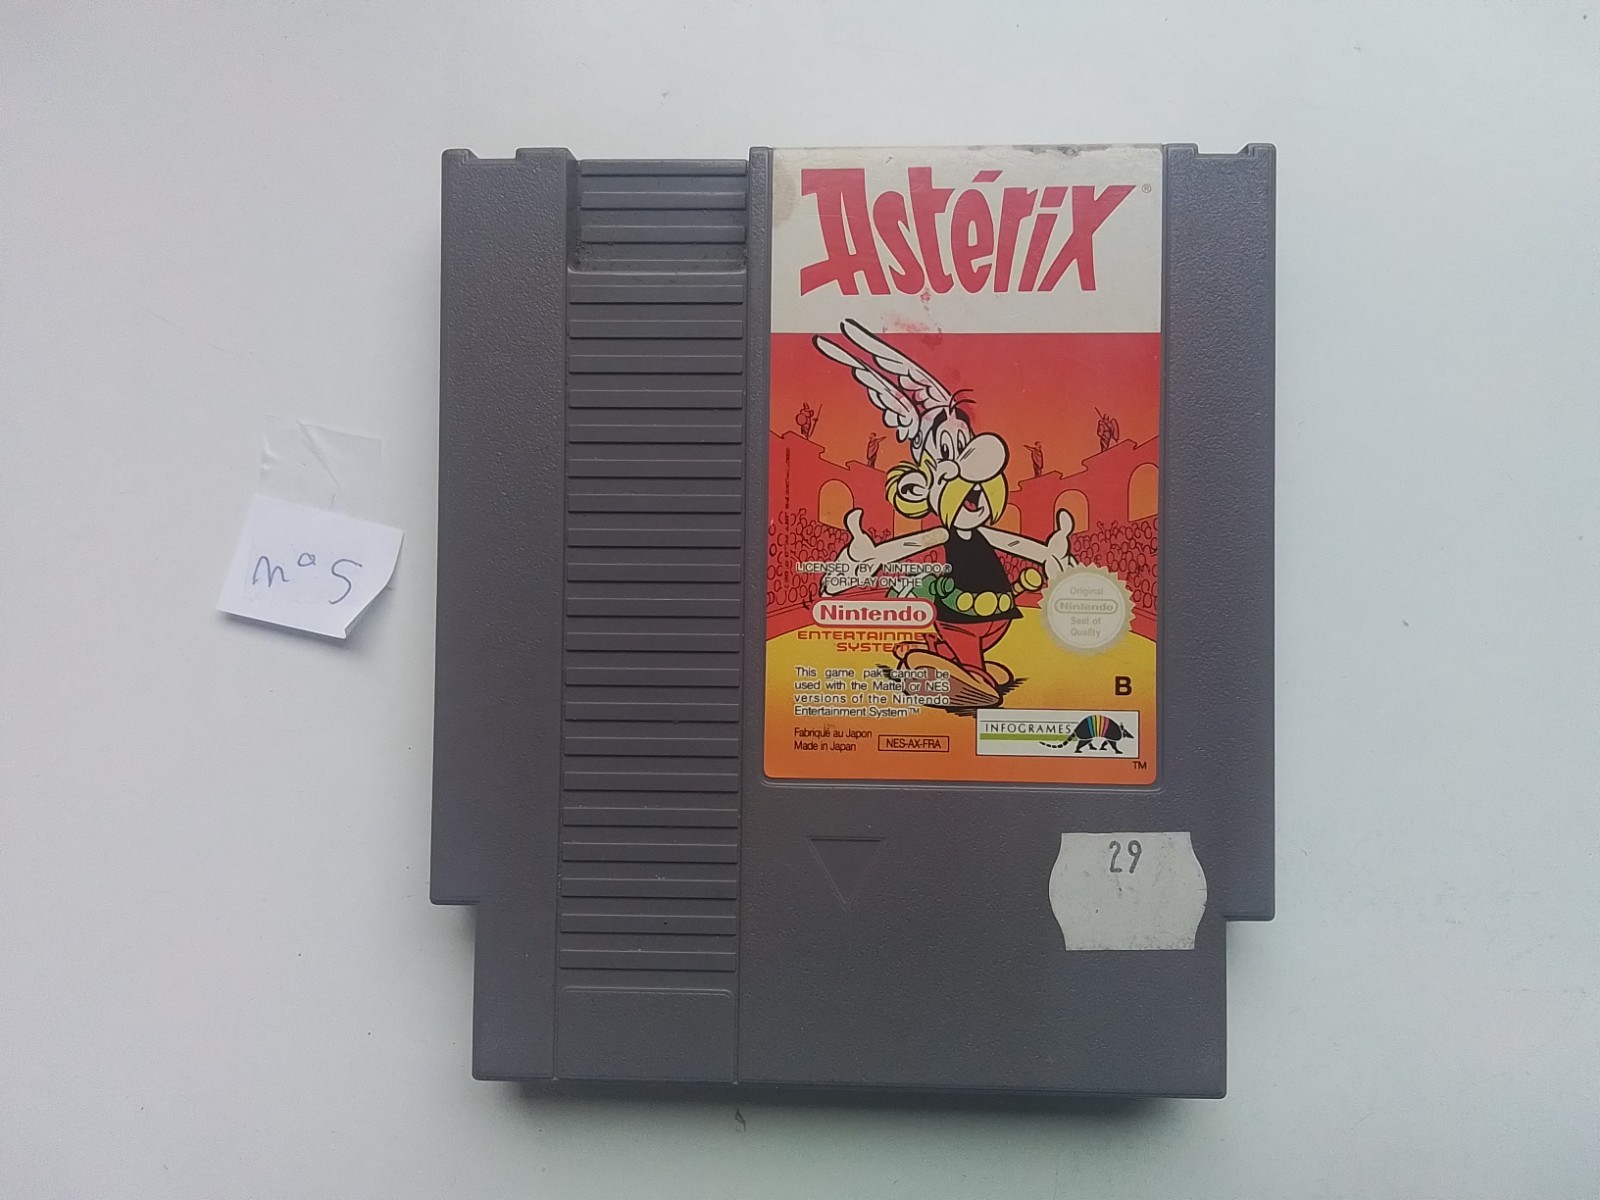 Astérix®
LICENSED BY NINTENDO®
FOR PLAY ON THE
Nintendo
ENTERTAINME
SYSTEM
Original
Nintendo
Seal of
Quality
This game pak cannot be
used with the Mattel or NES
versions of the Nintendo
Entertainment System™
B
Fabriqué au Japon
Made in Japan
NES-AX-FRA
INFOGRAMES
TM
29
nº 5